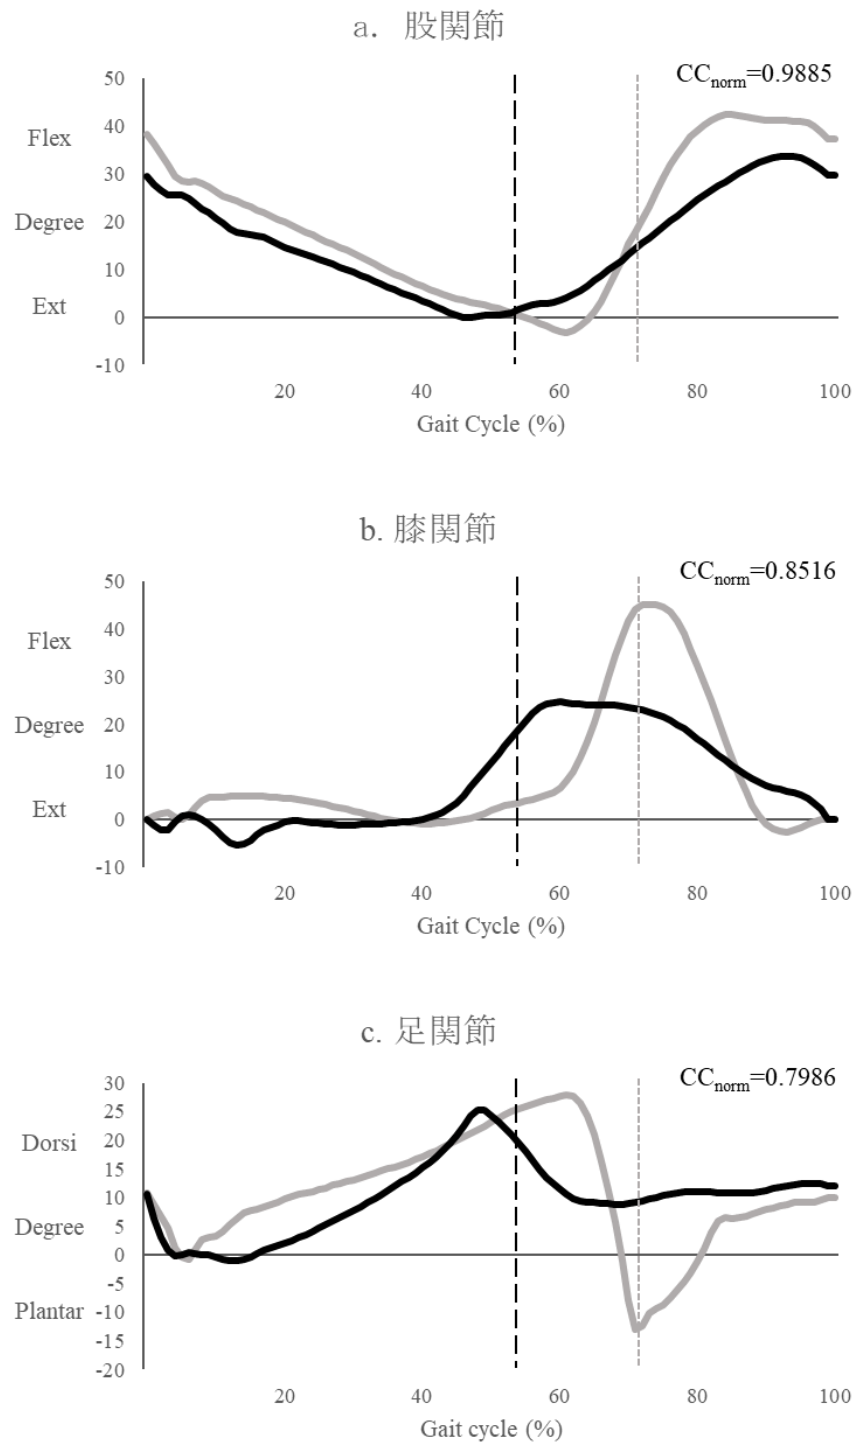 a. 股関節
CCnorm=0.9885
50
40
Flex
30
20
Degree
10
Ext
0
-10
20 40 60 80 100
Gait Cycle (%)
b. 膝関節
CCnorm=0.8516
50
40
Flex
30
20
Degree
10
Ext
0
-10
20 40 60 80 100
Gait Cycle (%)
c. 足関節
CCnorm=0.7986
30
25
20
Dorsi
15
10
Degree
5
0
-5
Plantar
-10
-15
-20
20 40 60 80 100
Gait cycle (%)